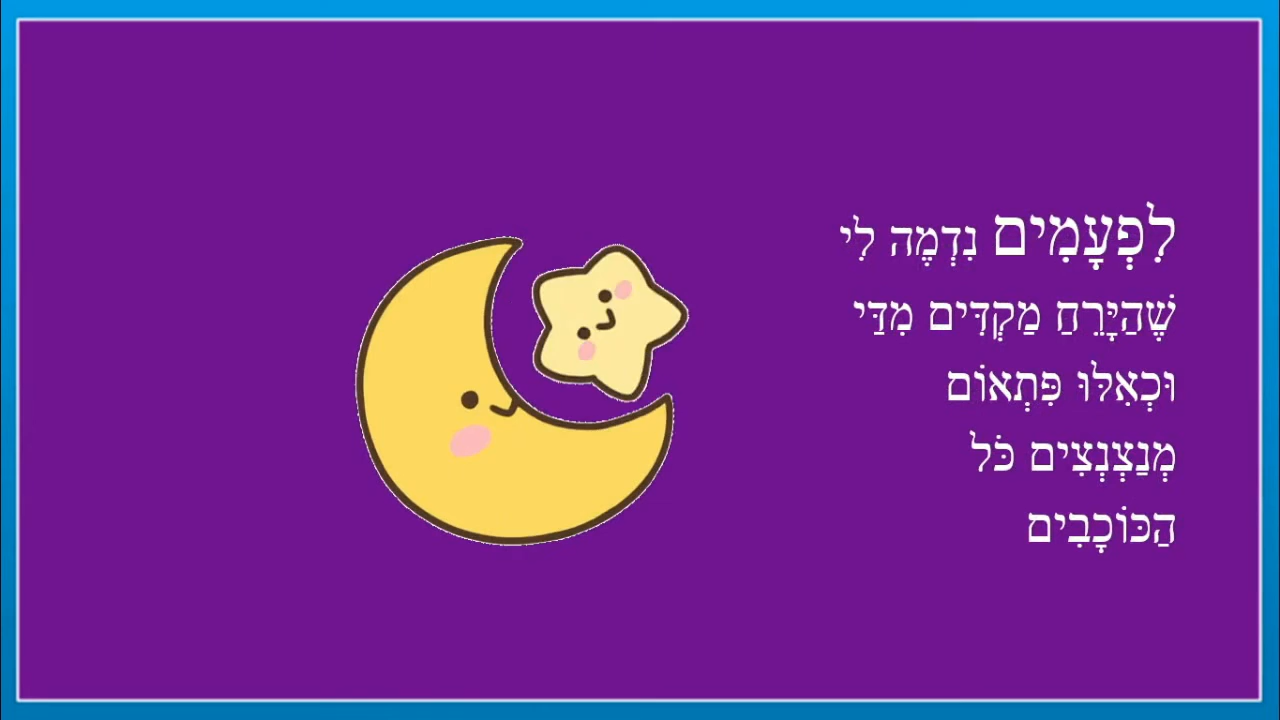 לִפְעָמִים נִדְמֶה לִי
שֶׁהַיָּרֵחַ מַקְדִּים מִדַּי
וּכְאִלּוּ פִּתְאוֹם
מְנַצְנְצִים כֹּל
הַכּוֹכָבִים